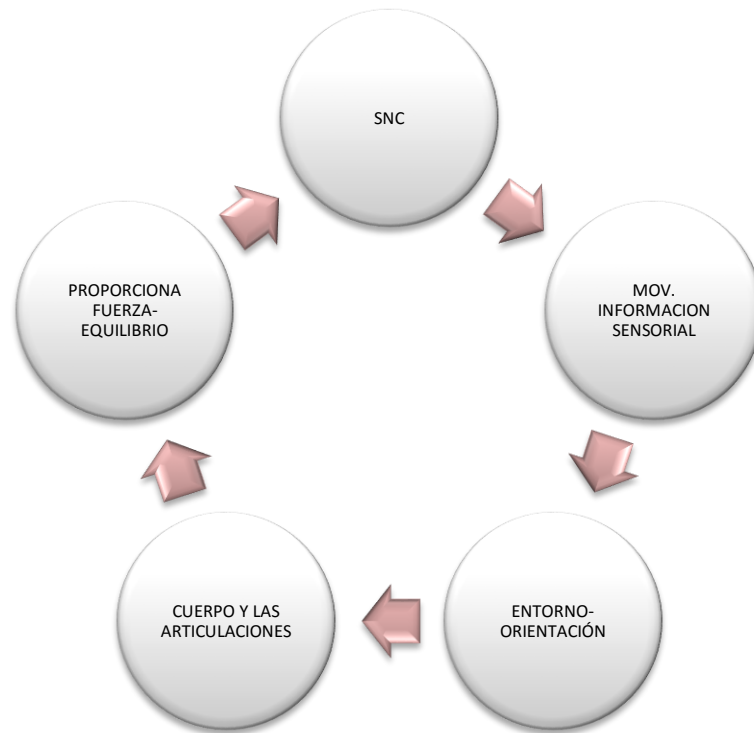 SNC
MOV.
INFORMACION
SENSORIAL
ENTORNO-
ORIENTACIÓN
CUERPO Y LAS
ARTICULACIONES
PROPORCIONA
FUERZA-
EQUILIBRIO